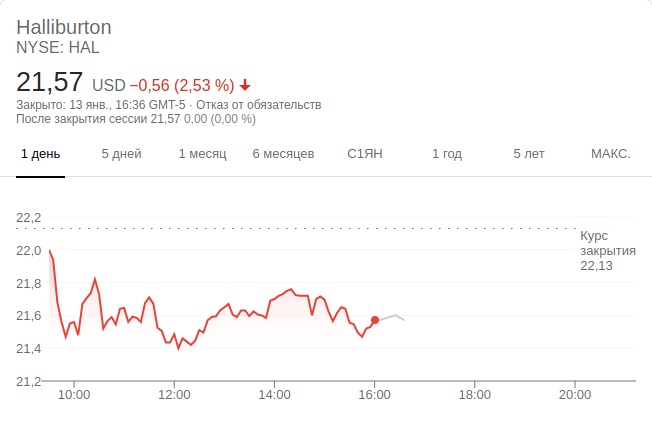 Halliburton
NYSE: HAL
21,57 USD −0,56 (2,53 %)
Закрыто: 13 янв., 16:36 GMT-5 · Отказ от обязательств
После закрытия сессии 21,57 0,00 (0,00 %)
1 день 5 дней 1 месяц 6 месяцев С1ЯН 1 год 5 лет МАКС.
22,2
Курс
закрытия
22,13
22,0
21,8
21,6
21,4
21,2
10:00 12:00 14:00 16:00 18:00 20:00